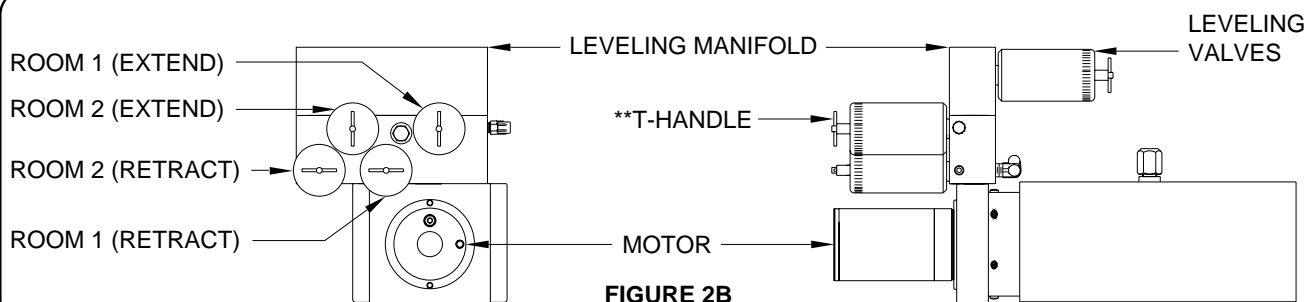 LEVELING
VALVES
LEVELING MANIFOLD
ROOM 1 (EXTEND)
ROOM 2 (EXTEND)
**T-HANDLE
ROOM 2 (RETRACT)
ROOM 1 (RETRACT)
MOTOR
FIGURE 2B